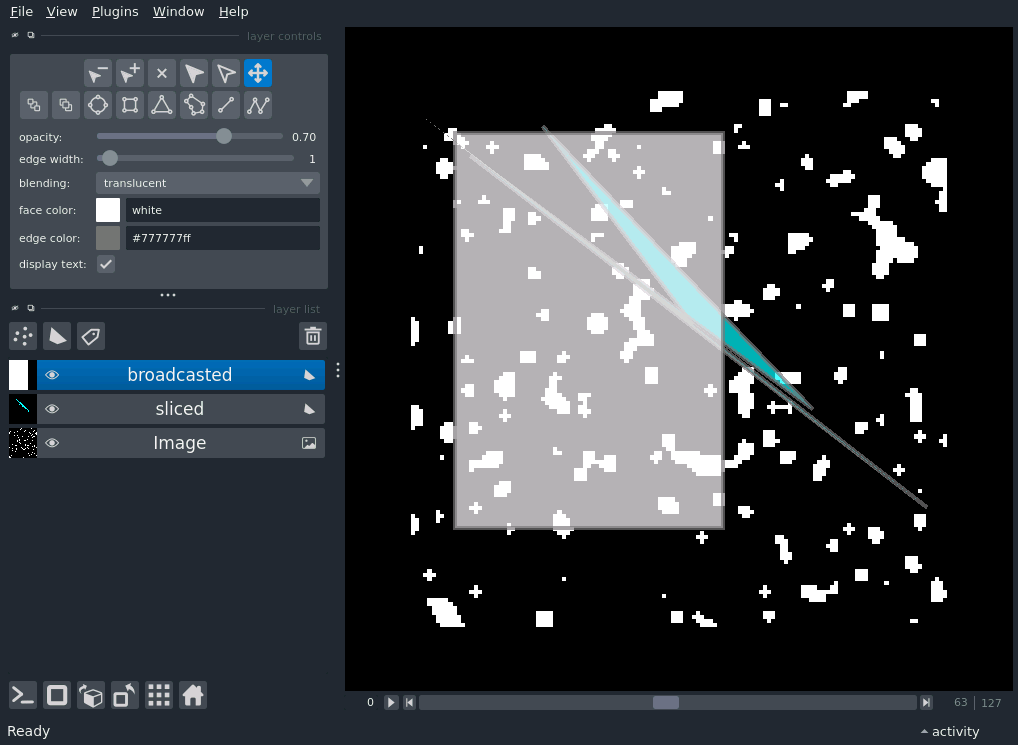 File View Plugins Window Help
layer controls
opacity: 0.70
edge width: 1
blending: translucent
face color: white
edge color: #777777ff
display text:
layer list
broadcasted
sliced
Image
0 63 | 127
Ready activity